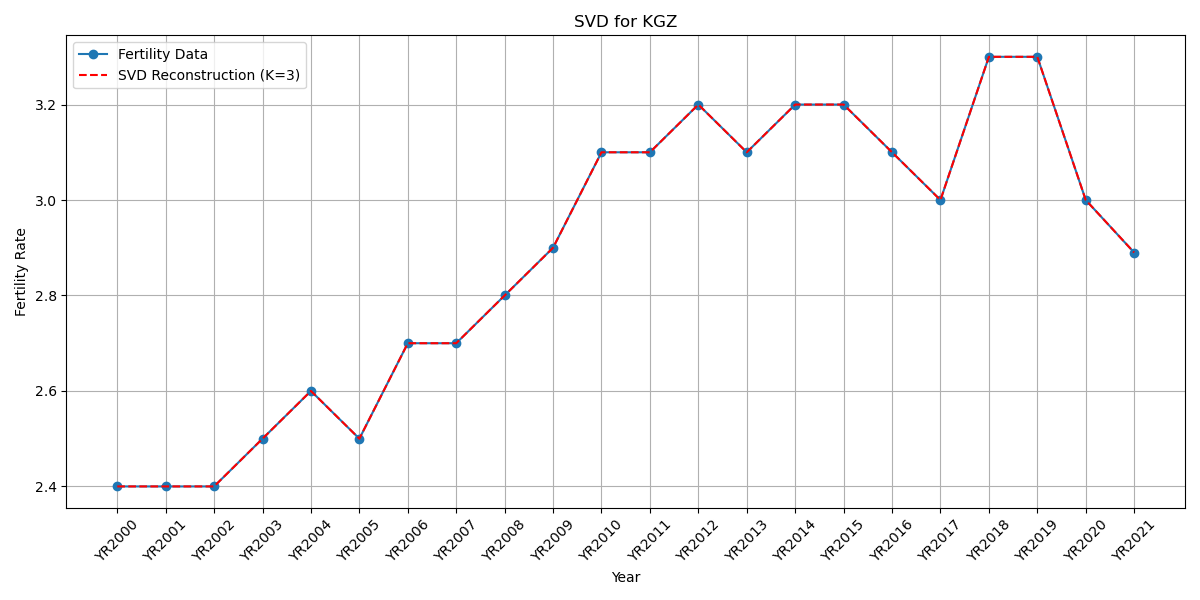 SVD for KGZ
Fertility Data
SVD Reconstruction (K=3)
Fertility Rate
3.2
3.0
2.8
2.6
2.4
YR2000
YR2001
YR2002
YR2003
YR2004
YR2005
YR2006
YR2007
YR2008
YR2009
YR2010
YR2011
YR2012
YR2013
YR2014
YR2015
YR2016
YR2017
YR2018
YR2019
YR2020
YR2021
Year